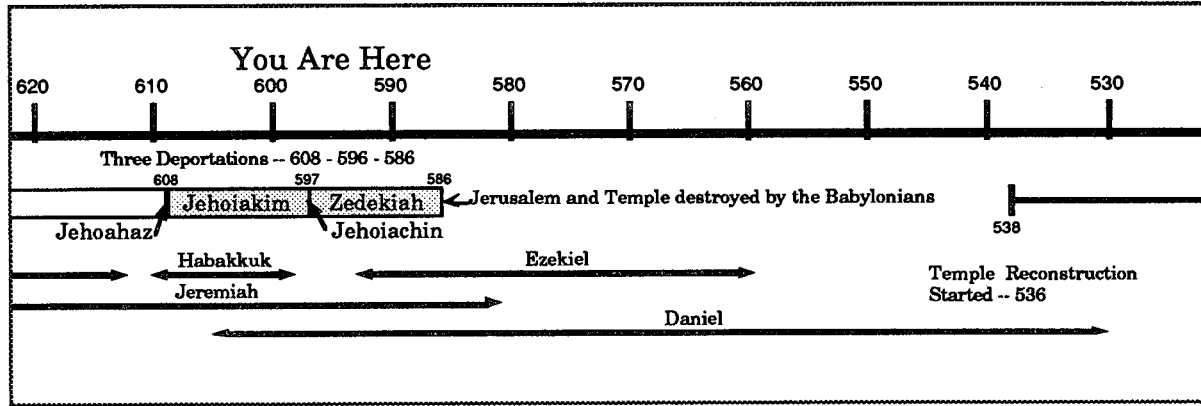 You Are Here
620 610 600 590 580 570 560 550 540 530
Three Deportations -- 608 - 596 - 586
608 597 586
Jehoiakim Zedekiah Jerusalem and Temple destroyed by the Babylonians
Jehoahaz Jehoiachin 538
Habakkuk Ezekiel
Temple Reconstruction
Started -- 536
Jeremiah
Daniel